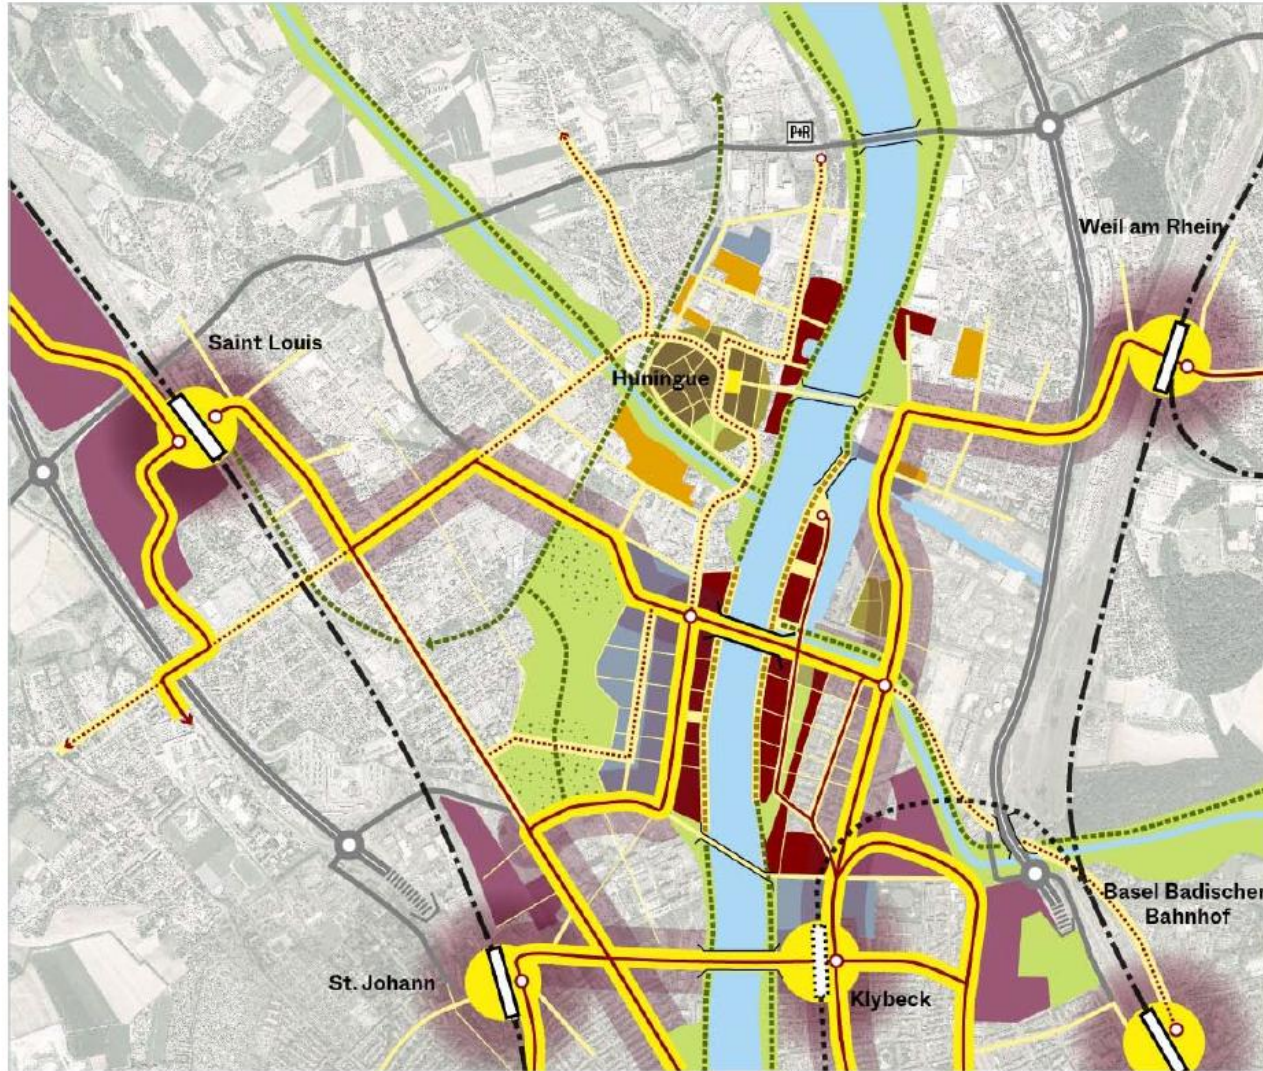 P+R
Weil am Rhein
Saint Louis
Huningue
Basel Badischer
Bahnhof
St. Johann
Klybeck